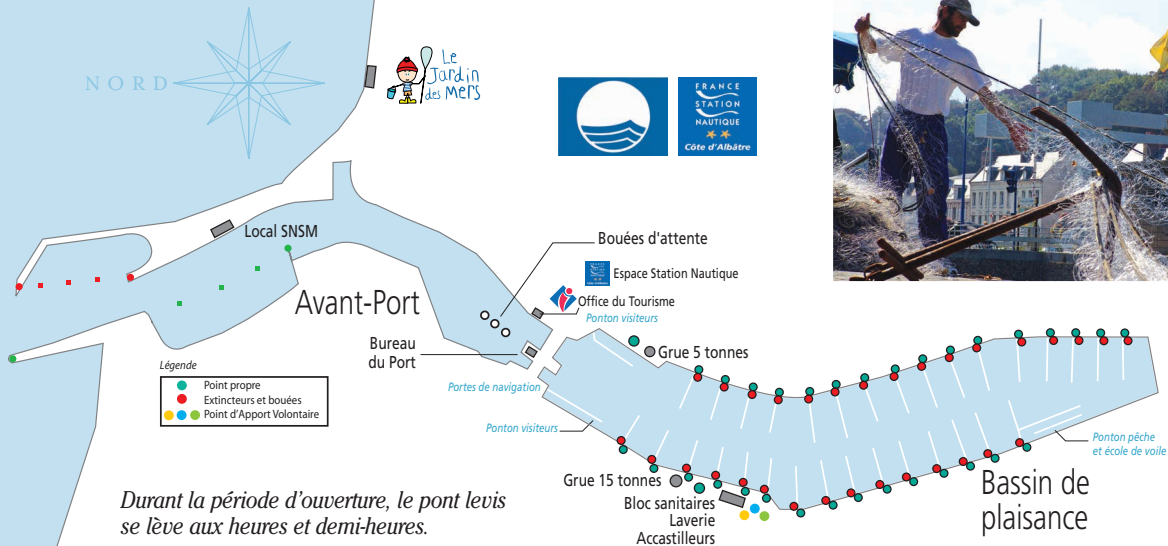 NORD
Le
Jardin
des Mers
FRANCE
STATION
NAUTIQUE
Côte d'Albâtre
Local SNSM
Bouées d'attente
Espace Station Nautique
Office du Tourisme
Ponton visiteurs
Avant-Port
Bureau
du Port
Grue 5 tonnes
Légende
Point propre
Extincteurs et bouées
Point d'Apport Volontaire
Portes de navigation
Ponton visiteurs
Ponton pêche
et école de voile
Grue 15 tonnes
Bloc sanitaires
Laverie
Accastilleurs
Bassin de
plaisance
Durant la période d'ouverture, le pont levis
se lève aux heures et demi-heures.